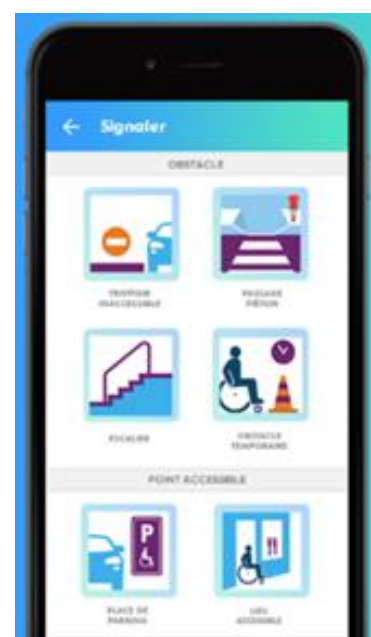 Signaler
OBSTACLE
TROTTOIR
INACCESSIBLE
PASSAGE
PIÉTON
ESCALIER
OBSTACLE
TEMPORAIRE
POINT ACCESSIBLE
P
PLACE DE
PARKING
LIEU
ACCESSIBLE